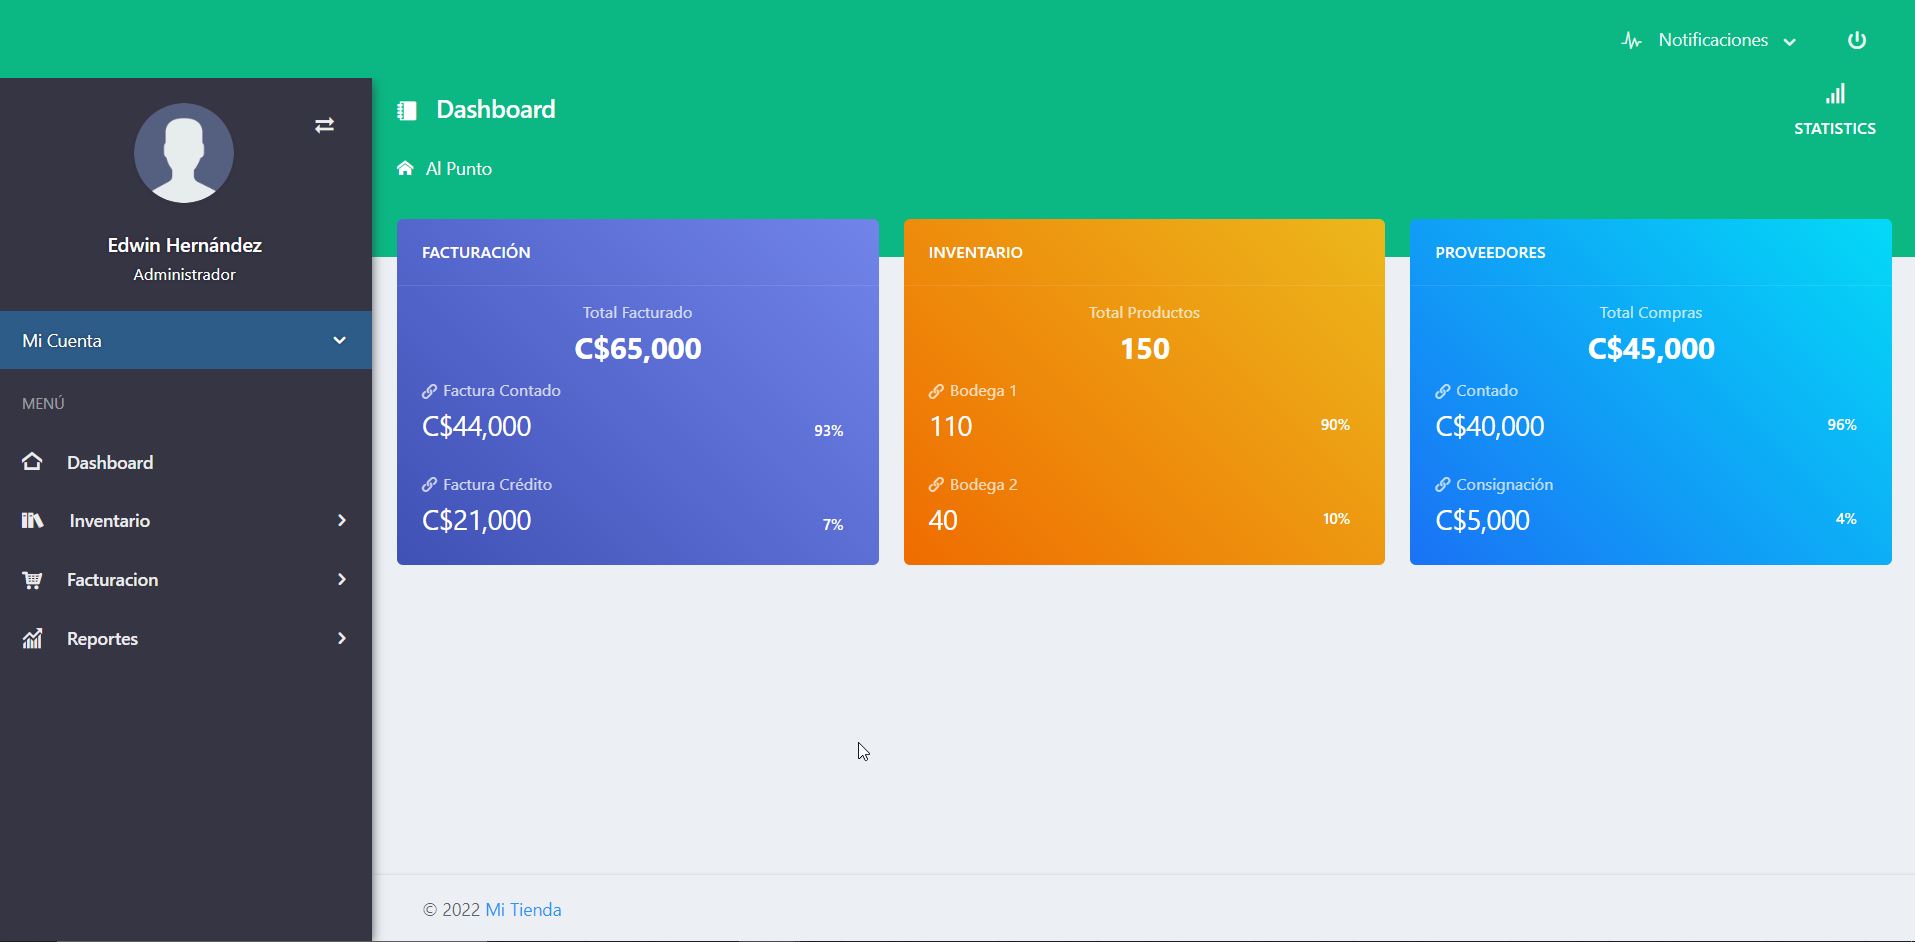 Notificaciones
Dashboard
STATISTICS
Al Punto
Edwin Hernández
Administrador
Mi Cuenta
MENÚ
Dashboard
Inventario
Facturacion
Reportes
FACTURACIÓN
Total Facturado
C$65,000
Factura Contado
C$44,000
93%
Factura Crédito
C$21,000
7%
INVENTARIO
Total Productos
150
Bodega 1
110
90%
Bodega 2
40
10%
PROVEEDORES
Total Compras
C$45,000
Contado
C$40,000
96%
Consignación
C$5,000
4%
© 2022 Mi Tienda